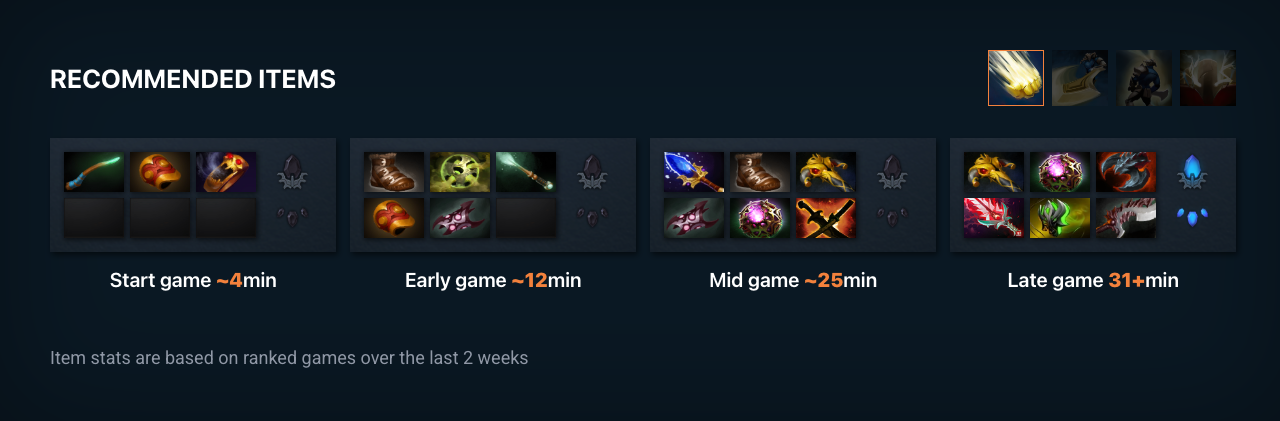 RECOMMENDED ITEMS
Start game ~4min
Early game ~12min
Mid game ~25min
Late game 31+min
Item stats are based on ranked games over the last 2 weeks